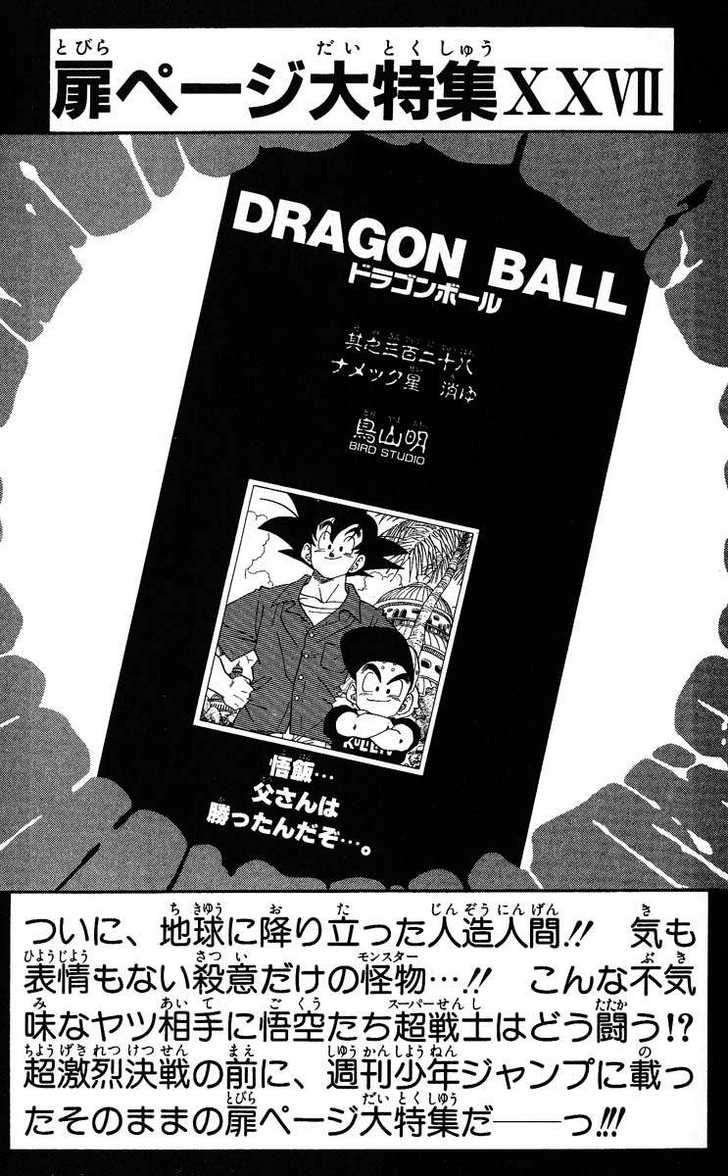 扉ページ大特集XXVII
DRAGON BALL
ドラゴンボール
其之三百二十八
ナメック星 消ゆ
鳥山明
BIRD STUDIO
悟飯…
父さんは
勝ったんだぞ…。
ついに、地球に降り立った人造人間!! 気も
表情もない殺意だけの怪物…!! こんな不気
味なヤツ相手に悟空たち超戦士はどう闘う!?
超激烈決戦の前に、週刊少年ジャンプに載っ
たそのままの扉ページ大特集だ──っ!!!